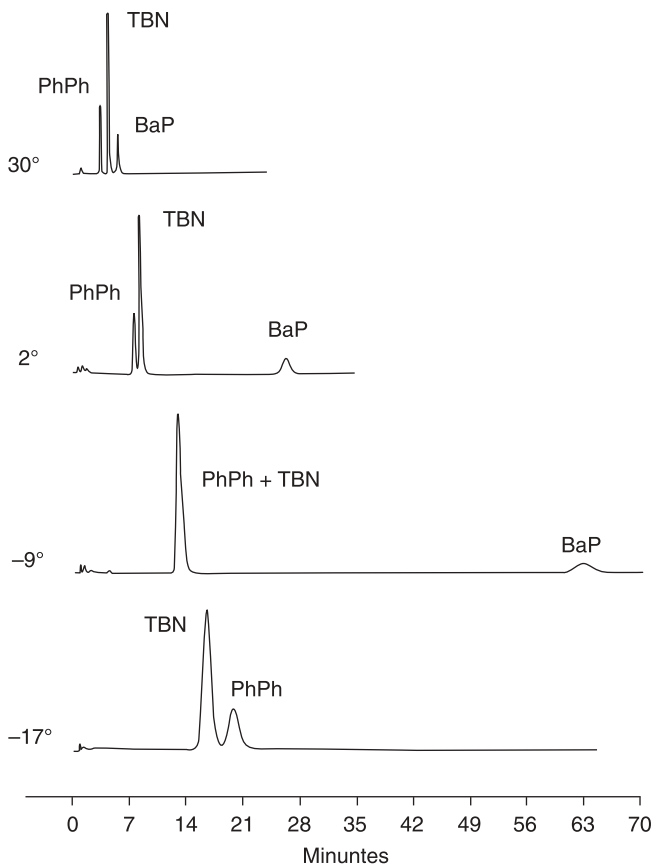 TBN
PhPh
BaP
30°
TBN
PhPh
BaP
2°
PhPh + TBN
BaP
–9°
TBN
PhPh
–17°
0 7 14 21 28 35 42 49 56 63 70
Minuntes